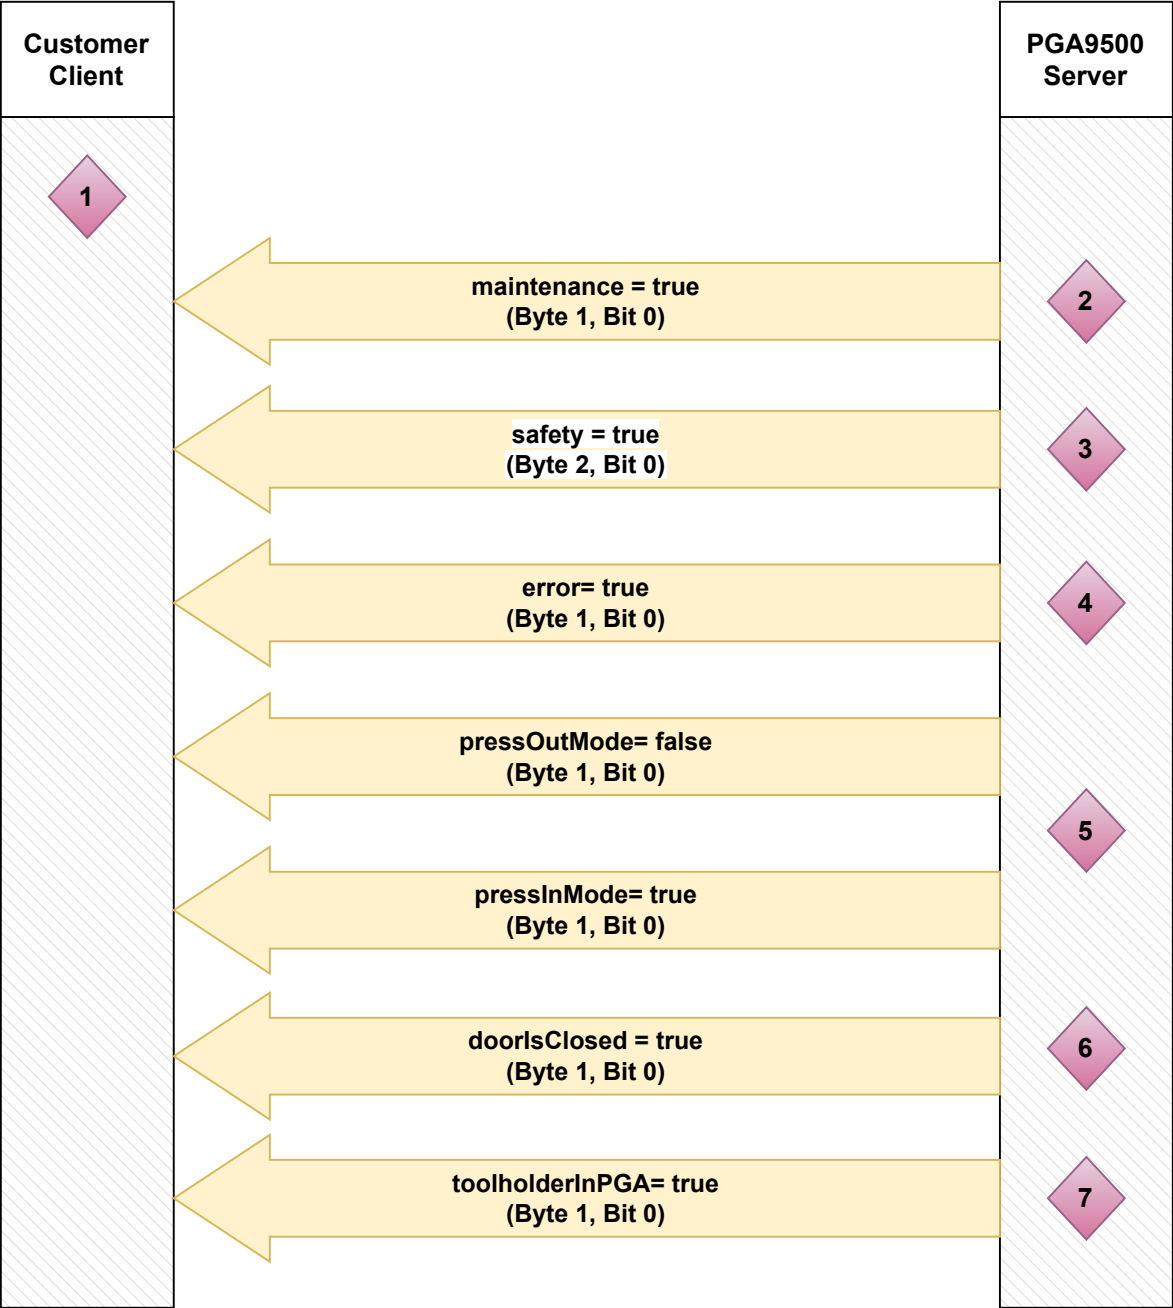 Customer
Client
PGA9500
Server
1
maintenance = true
(Byte 1, Bit 0)
2
safety = true
(Byte 2, Bit 0)
3
error= true
(Byte 1, Bit 0)
4
pressOutMode= false
(Byte 1, Bit 0)
5
pressInMode= true
(Byte 1, Bit 0)
doorIsClosed = true
(Byte 1, Bit 0)
6
toolholderInPGA= true
(Byte 1, Bit 0)
7